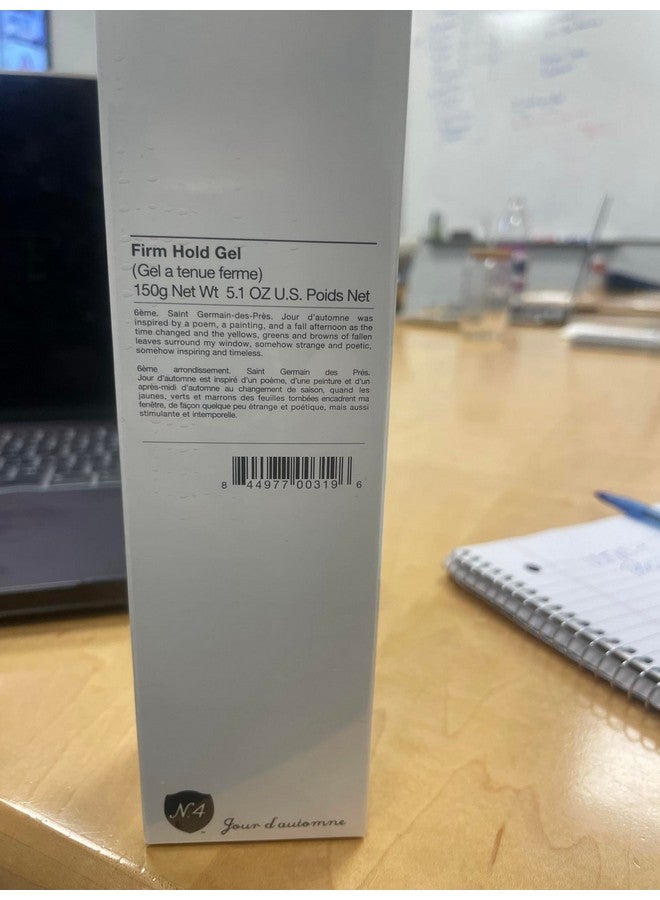 Firm Hold Gel
(Gel a tenue ferme)
150g Net Wt 5.1 OZ U.S. Poids Net
6ème. Saint Germain-des-Près. Jour d'automne was
inspired by a poem, a painting, and a fall afternoon as the
time changed and the yellows, greens and browns of fallen
leaves surround my window, somehow strange and poetic,
somehow inspiring and timeless.
6ème arrondissement. Saint Germain des Prés.
Jour d'automne est inspiré d'un poème, d'une peinture et d'un
après-midi d'automne au changement de saison, quand les
jaunes, verts et marrons des feuilles tombées encadrent ma
fenêtre, de façon quelque peu étrange et poétique, mais aussi
stimulante et intemporelle.
8 44977 00319 6
N.4 Jour d'automne